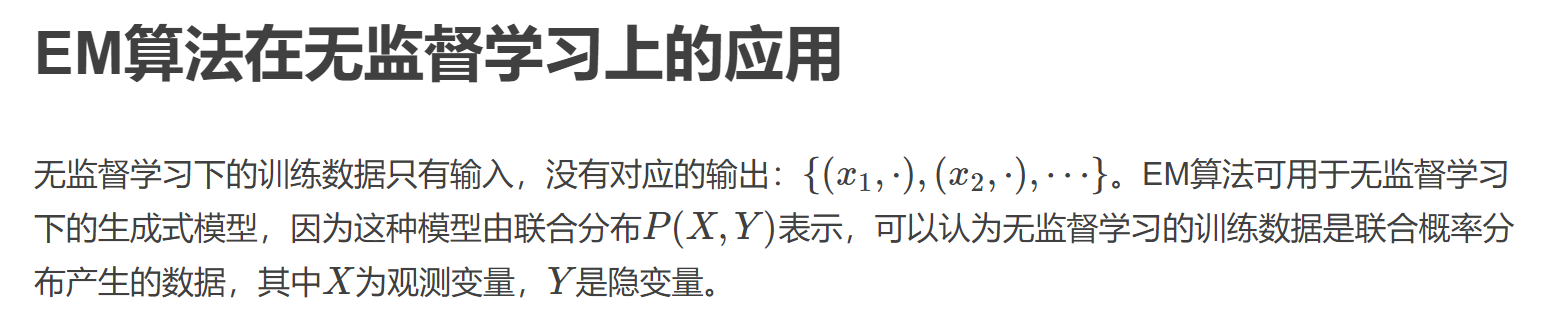 EM算法在无监督学习上的应用
无监督学习下的训练数据只有输入，没有对应的输出：{(x₁,·),(x₂,·),···}。EM算法可用于无监督学习
下的生成式模型，因为这种模型由联合分布P(X,Y)表示，可以认为无监督学习的训练数据是联合概率分
布产生的数据，其中X为观测变量，Y是隐变量。